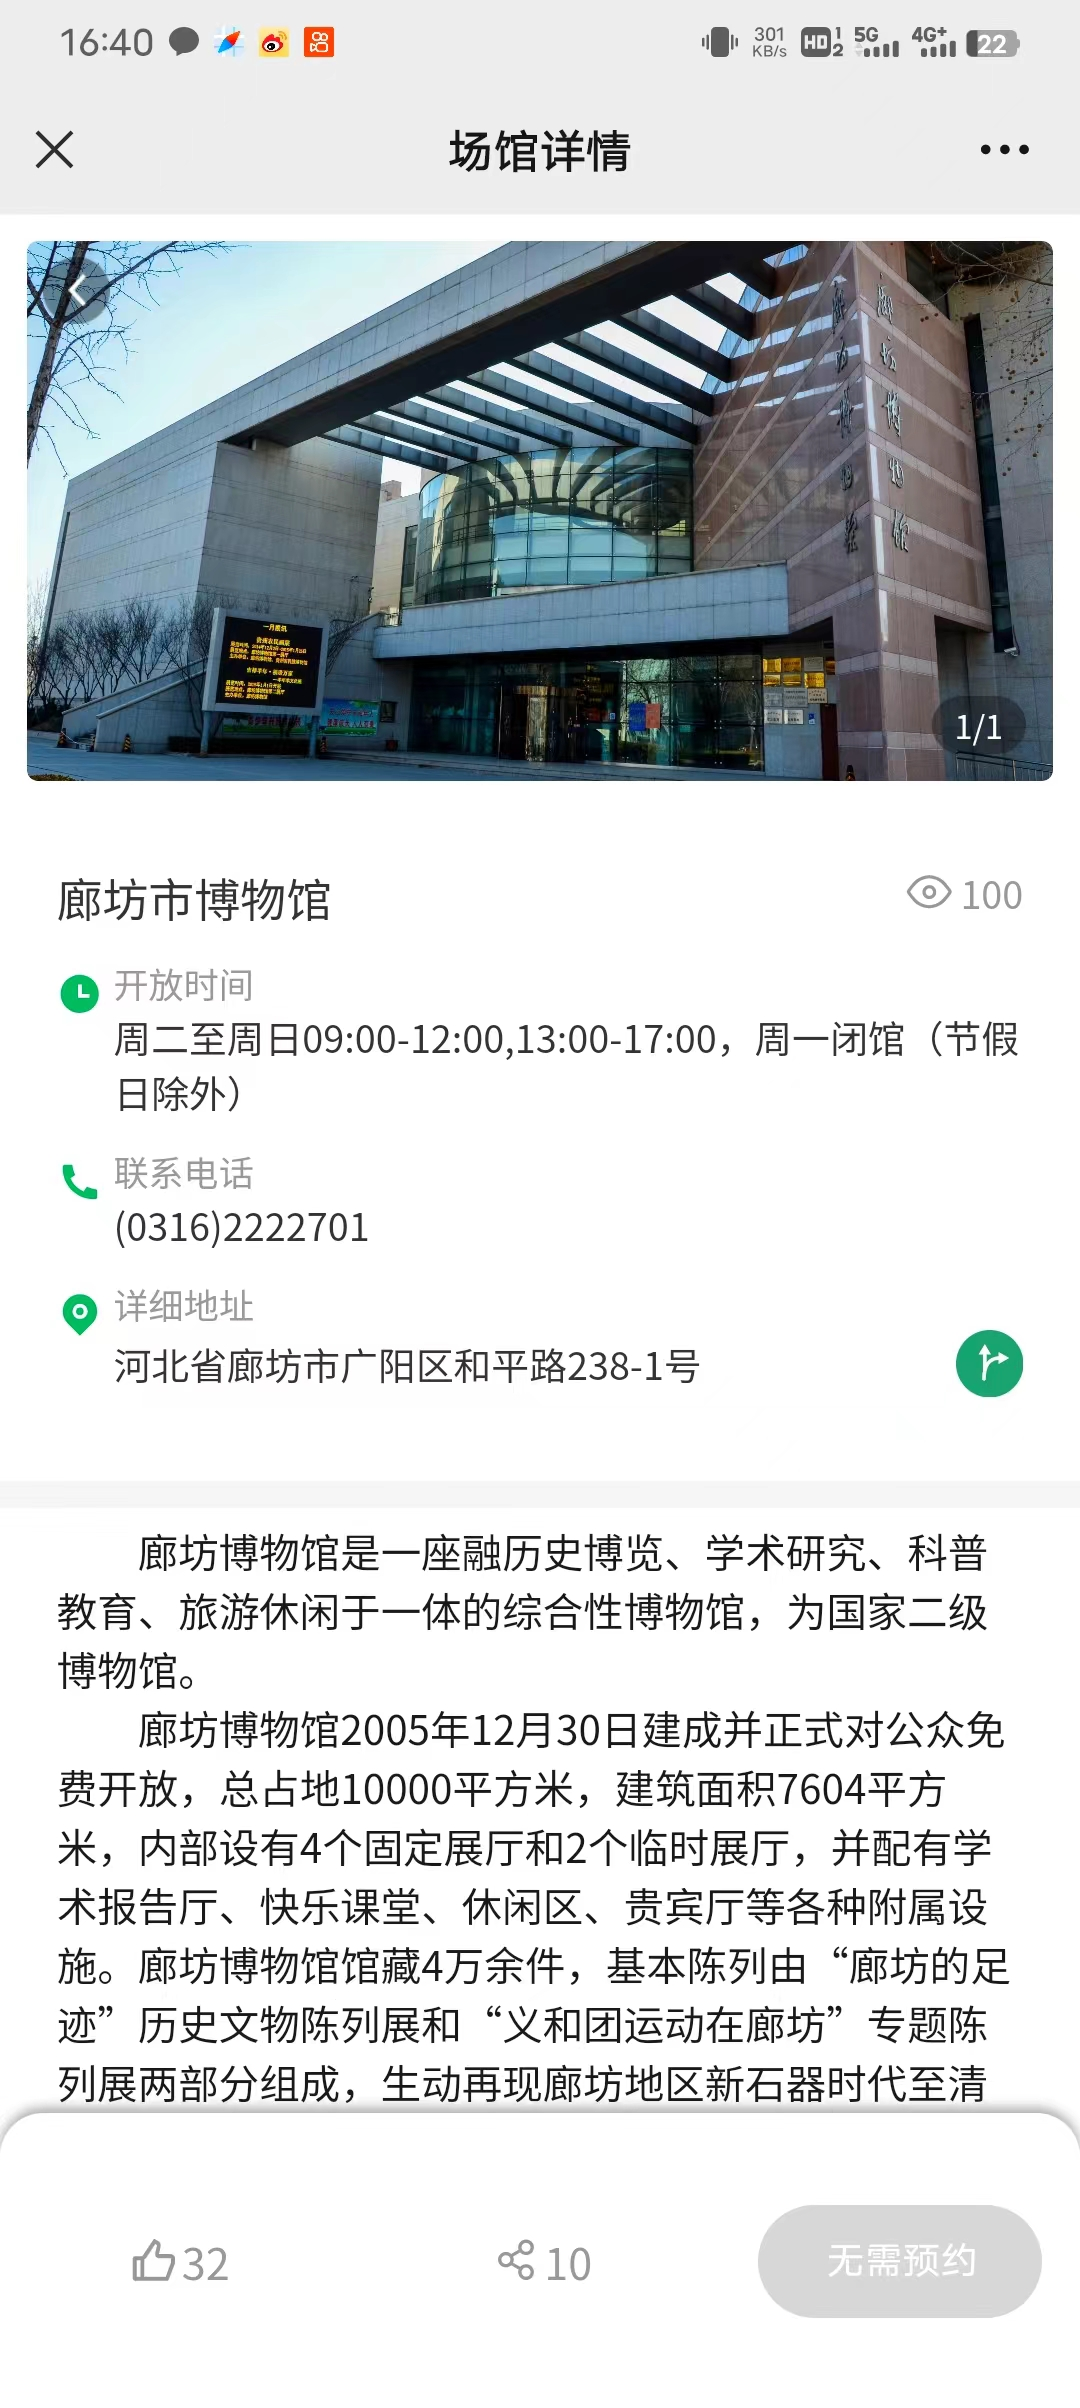 16:40
301
KB/s
HD 1 2
5G
4G+
22
场馆详情
廊坊博物馆
1/1
廊坊市博物馆
100
开放时间
周二至周日09:00-12:00,13:00-17:00，周一闭馆（节假
日除外）
联系电话
(0316)2222701
详细地址
河北省廊坊市广阳区和平路238-1号
廊坊博物馆是一座融历史博览、学术研究、科普
教育、旅游休闲于一体的综合性博物馆，为国家二级
博物馆。
廊坊博物馆2005年12月30日建成并正式对公众免
费开放，总占地10000平方米，建筑面积7604平方
米，内部设有4个固定展厅和2个临时展厅，并配有学
术报告厅、快乐课堂、休闲区、贵宾厅等各种附属设
施。廊坊博物馆馆藏4万余件，基本陈列由“廊坊的足
迹”历史文物陈列展和“义和团运动在廊坊”专题陈
列展两部分组成，生动再现廊坊地区新石器时代至清
32
10
无需预约